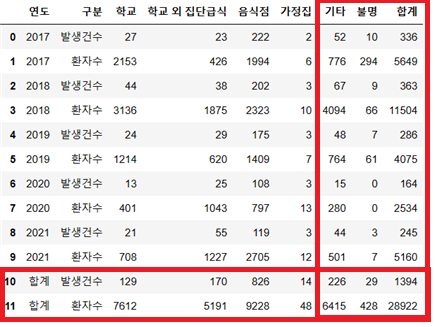 연도 구분 학교 학교 외 집단급식 음식점 가정집 기타 불명 합계
0 2017 발생건수 27 23 222 2 52 10 336
1 2017 환자수 2153 426 1994 6 776 294 5649
2 2018 발생건수 44 38 202 3 67 9 363
3 2018 환자수 3136 1875 2323 10 4094 66 11504
4 2019 발생건수 24 29 175 3 48 7 286
5 2019 환자수 1214 620 1409 7 764 61 4075
6 2020 발생건수 13 25 108 3 15 0 164
7 2020 환자수 401 1043 797 13 280 0 2534
8 2021 발생건수 21 55 119 3 44 3 245
9 2021 환자수 708 1227 2705 12 501 7 5160
10 합계 발생건수 129 170 826 14 226 29 1394
11 합계 환자수 7612 5191 9228 48 6415 428 28922